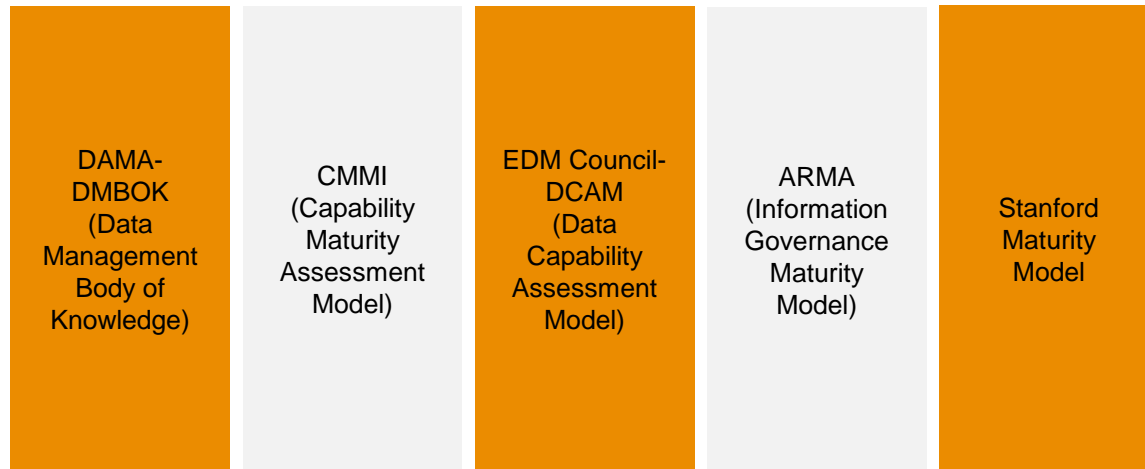 DAMA-
DMBOK
(Data
Management
Body of
Knowledge)
CMMI
(Capability
Maturity
Assessment
Model)
EDM Council-
DCAM
(Data
Capability
Assessment
Model)
ARMA
(Information
Governance
Maturity
Model)
Stanford
Maturity
Model